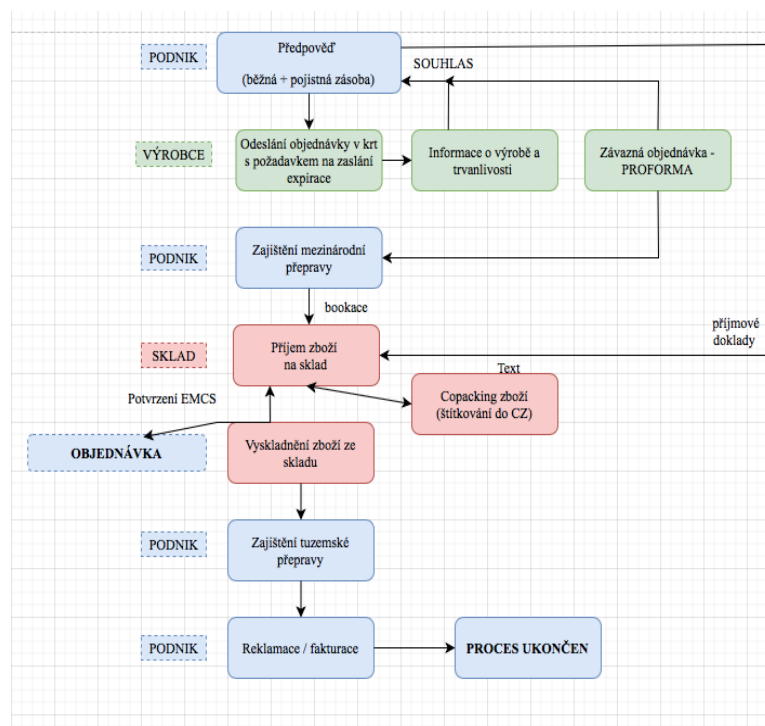 PODNIK
Předpověď
(běžná + pojistná zásoba)
SOUHLAS
VÝROBCE
Odeslání objednávky v krt
s požadavkem na zaslání
expirace
Informace o výrobě a
trvanlivosti
Závazná objednávka -
PROFORMA
PODNIK
Zajištění mezinárodní
přepravy
bookace
příjmové
doklady
SKLAD
Příjem zboží
na sklad
Text
Potvrzení EMCS
Copacking zboží
(štítkování do CZ)
OBJEDNÁVKA
Vyskladnění zboží ze
skladu
PODNIK
Zajištění tuzemské
přepravy
PODNIK
Reklamace / fakturace
PROCES UKONČEN